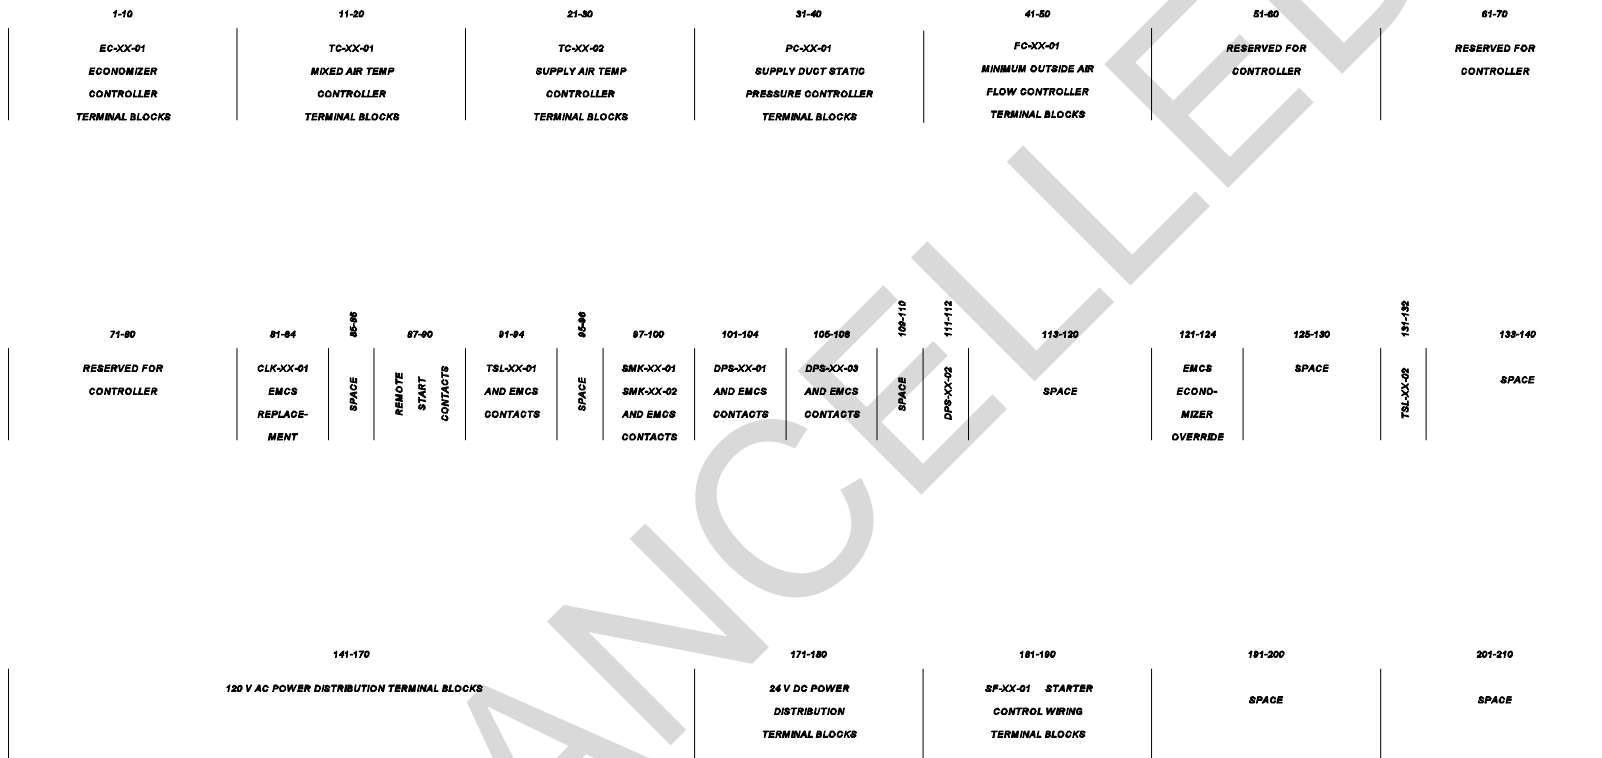 1-10
EC-XX-01
ECONOMIZER
CONTROLLER
TERMINAL BLOCKS
11-20
TC-XX-01
MIXED AIR TEMP
CONTROLLER
TERMINAL BLOCKS
21-30
TC-XX-02
SUPPLY AIR TEMP
CONTROLLER
TERMINAL BLOCKS
31-40
PC-XX-01
SUPPLY DUCT STATIC
PRESSURE CONTROLLER
TERMINAL BLOCKS
41-50
FC-XX-01
MINIMUM OUTSIDE AIR
FLOW CONTROLLER
TERMINAL BLOCKS
51-60
RESERVED FOR
CONTROLLER
61-70
RESERVED FOR
CONTROLLER
71-80
RESERVED FOR
CONTROLLER
81-84
CLK-XX-01
EMCS
REPLACE-
MENT
85-86
SPACE
87-90
REMOTE
START
CONTACTS
91-94
TSL-XX-01
AND EMCS
CONTACTS
95-96
SPACE
97-100
SMK-XX-01
SMK-XX-02
AND EMCS
CONTACTS
101-104
DPS-XX-01
AND EMCS
CONTACTS
105-108
DPS-XX-03
AND EMCS
CONTACTS
109-110
SPACE
111-112
DPS-XX-02
113-120
SPACE
121-124
EMCS
ECONO-
MIZER
OVERRIDE
125-130
SPACE
131-132
TSL-XX-02
133-140
SPACE
141-170
120 V AC POWER DISTRIBUTION TERMINAL BLOCKS
171-180
24 V DC POWER
DISTRIBUTION
TERMINAL BLOCKS
181-190
SF-XX-01 STARTER
CONTROL WIRING
TERMINAL BLOCKS
191-200
SPACE
201-210
SPACE
ANCELLED